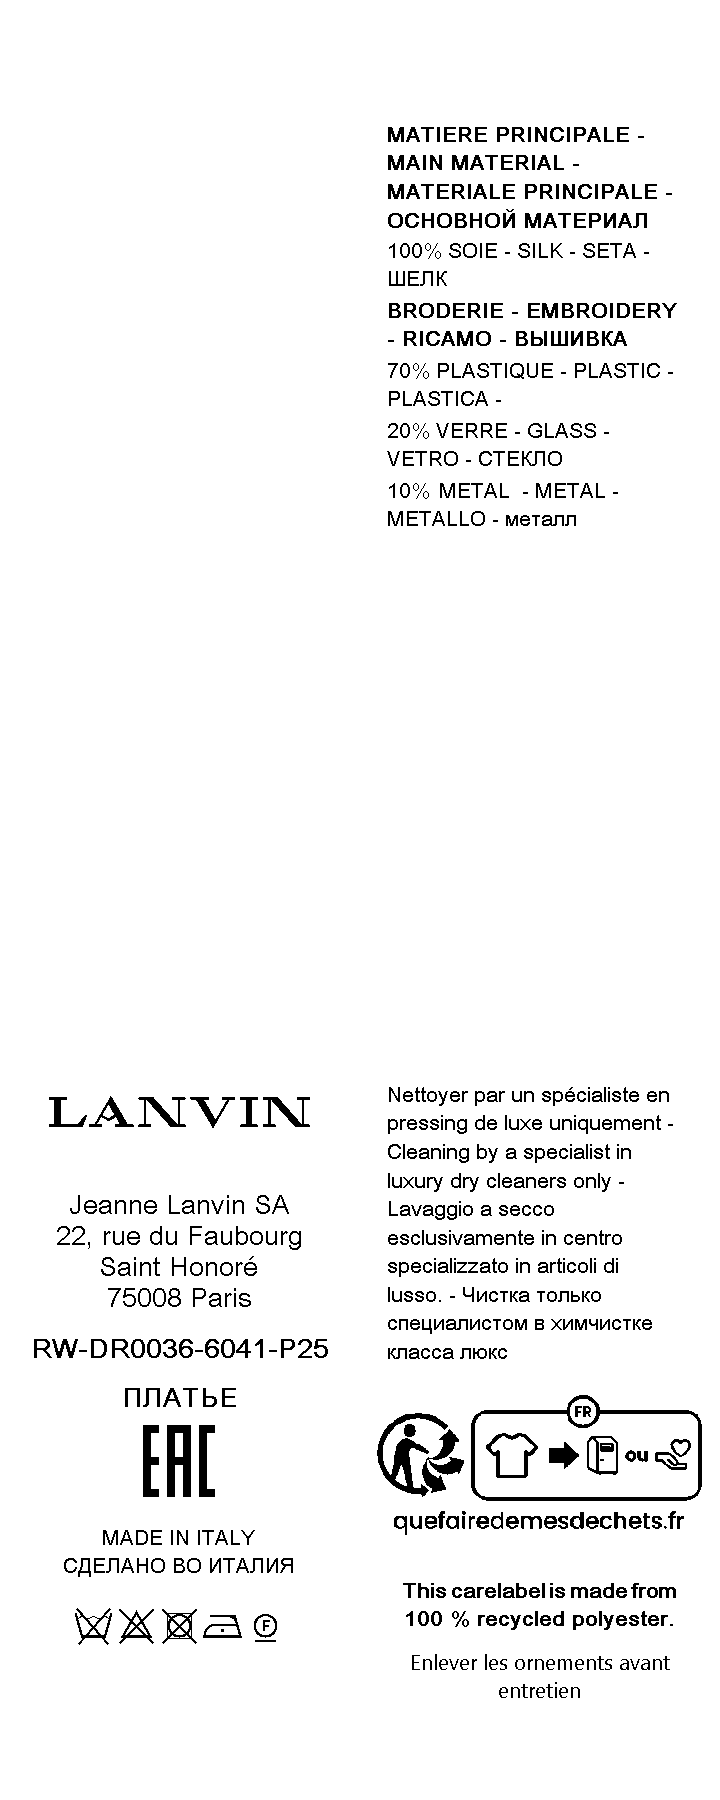 MATIERE PRINCIPALE -
MAIN MATERIAL -
MATERIALE PRINCIPALE -
ОСНОВНОЙ МАТЕРИАЛ
100% SOIE - SILK - SETA -
ШЕЛК
BRODERIE - EMBROIDERY
- RICAMO - ВЫШИВКА
70% PLASTIQUE - PLASTIC -
PLASTICA -
20% VERRE - GLASS -
VETRO - СТЕКЛО
10% METAL  - METAL -
METALLO - металл
LANVIN
Jeanne Lanvin SA
22, rue du Faubourg
Saint Honoré
75008 Paris
RW-DR0036-6041-P25
ПЛАТЬЕ
EAC
MADE IN ITALY
СДЕЛАНО ВО ИТАЛИЯ
F
Nettoyer par un spécialiste en
pressing de luxe uniquement -
Cleaning by a specialist in
luxury dry cleaners only -
Lavaggio a secco
esclusivamente in centro
specializzato in articoli di
lusso. - Чистка только
специалистом в химчистке
класса люкс
FR
ou
quefairedemesdechets.fr
This carelabel is made from
100 % recycled polyester.
Enlever les ornements avant
entretien